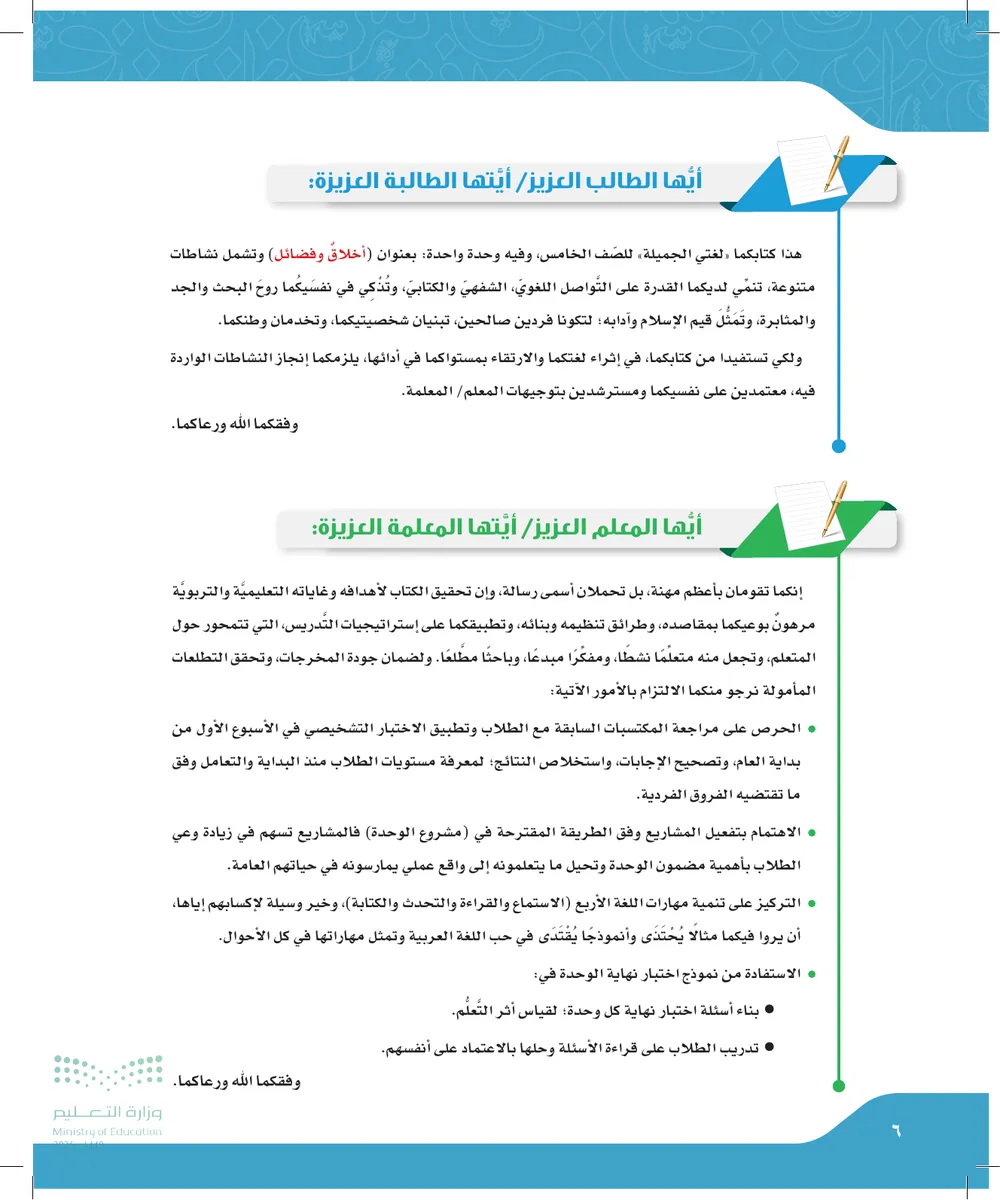 أيُّها الطالب العزيز/ أيَّتها الطالبة العزيزة:
هذا كتابكما «لغتي الجميلة» للصّف الخامس، وفيه وحدة واحدة: بعنوان (أخلاقٌ وفضائل) وتشمل نشاطات
متنوعة، تنمِّي لديكما القدرة على التَّواصل اللغويّ، الشفهيّ والكتابيّ، وتُذْكِي في نفسَيكُما روحَ البحث والجد
والمثابرة، وتَمَثُّلَ قيم الإسلام وآدابه؛ لتكونا فردين صالحين، تبنيان شخصيتيكما، وتخدمان وطنكما.
ولكي تستفيدا من كتابكما، في إثراء لغتكما والارتقاء بمستواكما في أدائها، يلزمكما إنجاز النشاطات الواردة
فيه، معتمدين على نفسيكما ومسترشدين بتوجيهات المعلم/ المعلمة.
وفقكما الله ورعاكما.
أيُّها المعلم العزيز/ أيَّتها المعلمة العزيزة:
إنكما تقومان بأعظم مهنة، بل تحملان أسمى رسالة، وإن تحقيق الكتاب لأهدافه وغاياته التعليميَّة والتربويَّة
مرهونٌ بوعيكما بمقاصده، وطرائق تنظيمه وبنائه، وتطبيقكما على إستراتيجيات التَّدريس، التي تتمحور حول
المتعلم، وتجعل منه متعلِّمًا نشطًا، ومفكِّرًا مبدعًا، وباحثًا مطَّلعًا. ولضمان جودة المخرجات، وتحقق التطلعات
المأمولة نرجو منكما الالتزام بالأمور الآتية:
• الحرص على مراجعة المكتسبات السابقة مع الطلاب وتطبيق الاختبار التشخيصي في الأسبوع الأول من
بداية العام، وتصحيح الإجابات، واستخلاص النتائج؛ لمعرفة مستويات الطلاب منذ البداية والتعامل وفق
ما تقتضيه الفروق الفردية.
• الاهتمام بتفعيل المشاريع وفق الطريقة المقترحة في (مشروع الوحدة) فالمشاريع تسهم في زيادة وعي
الطلاب بأهمية مضمون الوحدة وتحيل ما يتعلمونه إلى واقع عملي يمارسونه في حياتهم العامة.
• التركيز على تنمية مهارات اللغة الأربع (الاستماع والقراءة والتحدث والكتابة)، وخير وسيلة لإكسابهم إياها،
أن يروا فيكما مثالًا يُحْتَذَى وأنموذجًا يُقْتَدَى في حب اللغة العربية وتمثل مهاراتها في كل الأحوال.
• الاستفادة من نموذج اختبار نهاية الوحدة في:
● بناء أسئلة اختبار نهاية كل وحدة؛ لقياس أثر التَّعلُّم.
● تدريب الطلاب على قراءة الأسئلة وحلها بالاعتماد على أنفسهم.
وفقكما الله ورعاكما.
وزارة التعـــليم
Ministry of Education
٦